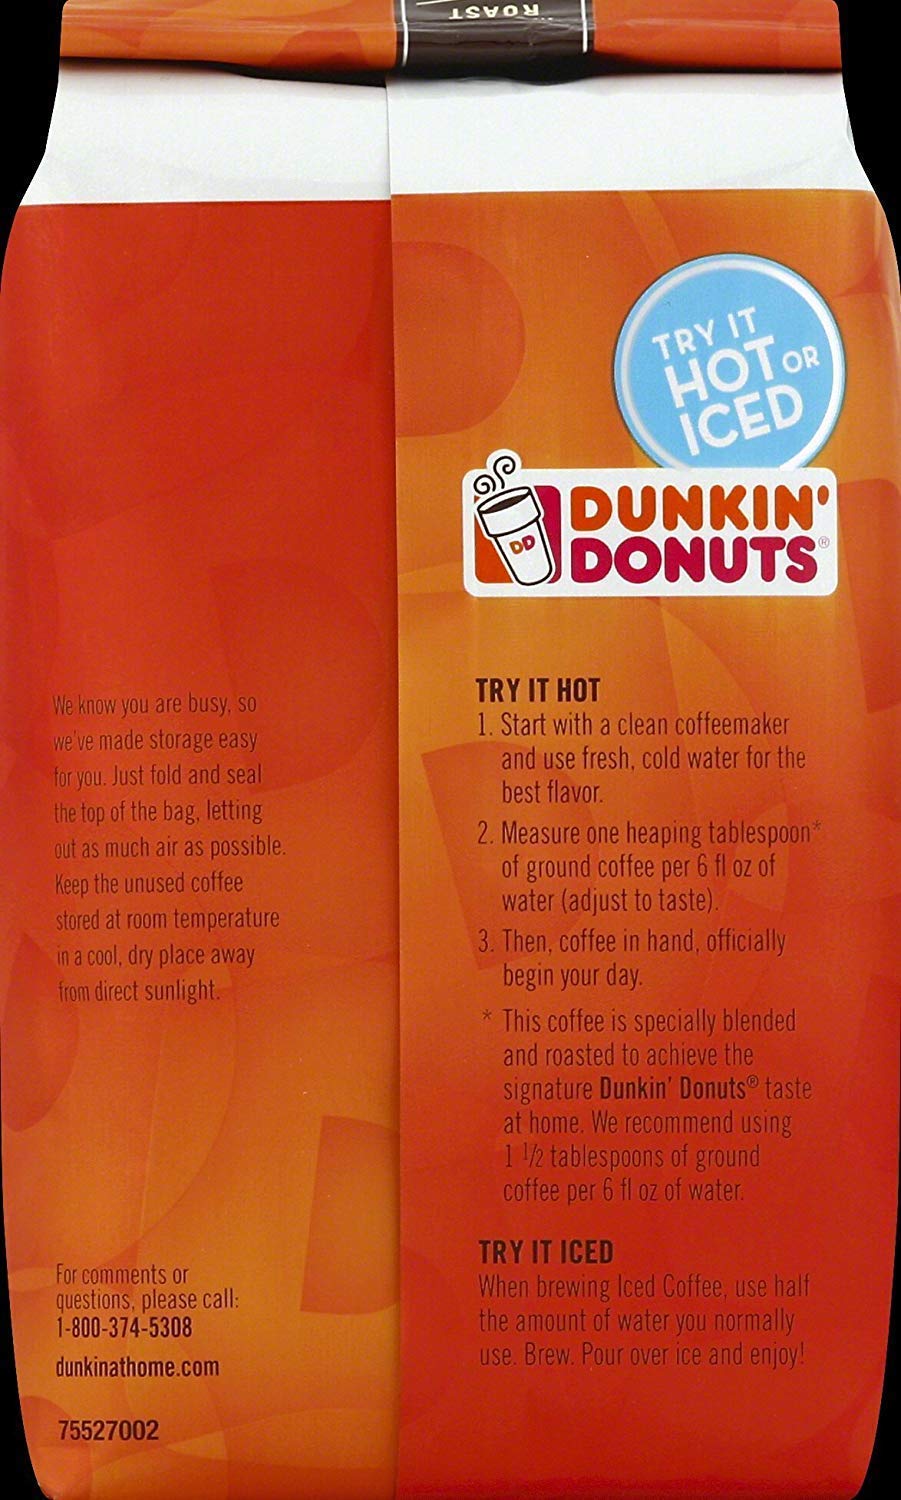 ROAST
TRY IT
HOT OR
ICED
DD
DUNKIN'
DONUTS®
We know you are busy, so
we've made storage easy
for you. Just fold and seal
the top of the bag, letting
out as much air as possible.
Keep the unused coffee
stored at room temperature
in a cool, dry place away
from direct sunlight.
For comments or
questions, please call:
1-800-374-5308
dunkinathome.com
75527002
TRY IT HOT
1. Start with a clean coffeemaker
and use fresh, cold water for the
best flavor.
2. Measure one heaping tablespoon*
of ground coffee per 6 fl oz of
water (adjust to taste).
3. Then, coffee in hand, officially
begin your day.
* This coffee is specially blended
and roasted to achieve the
signature Dunkin' Donuts® taste
at home. We recommend using
1 1/2 tablespoons of ground
coffee per 6 fl oz of water.
TRY IT ICED
When brewing Iced Coffee, use half
the amount of water you normally
use. Brew. Pour over ice and enjoy!